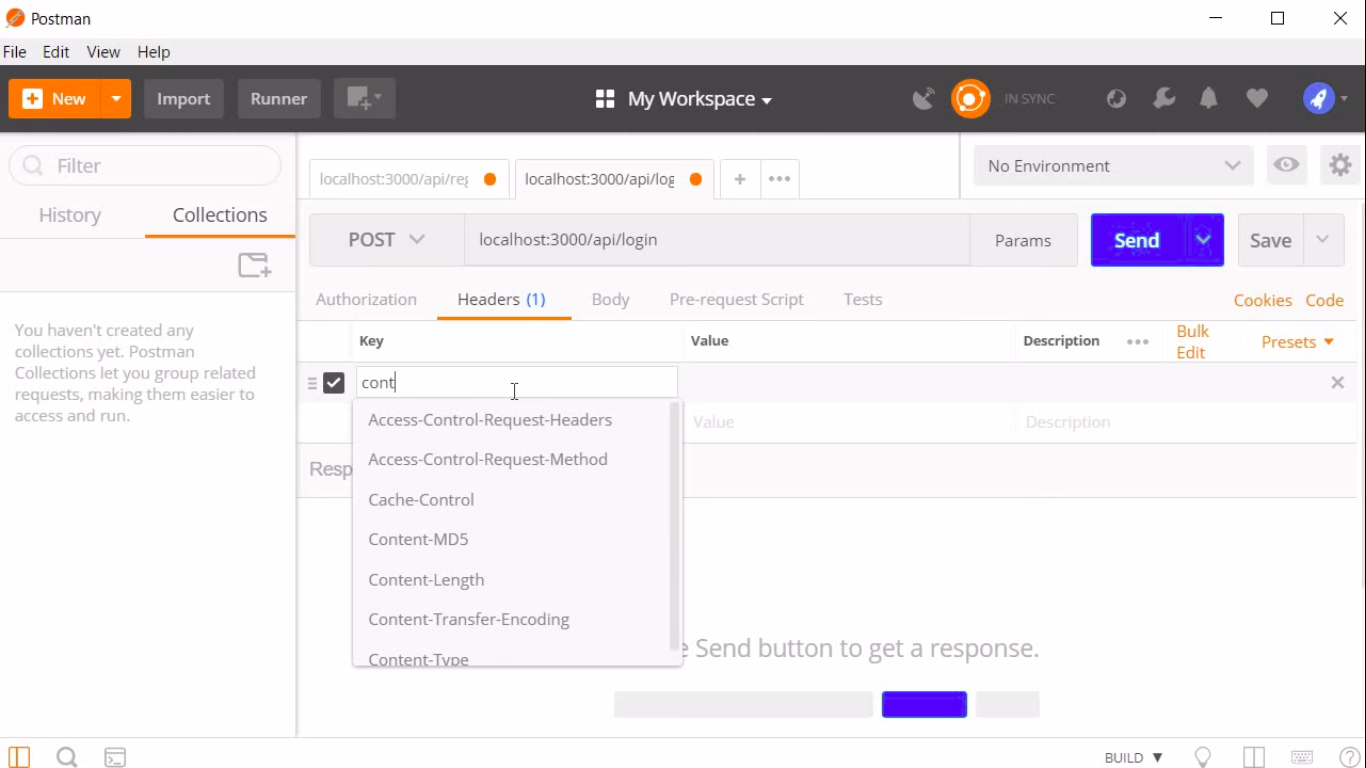 Postman
File Edit View Help
New Import Runner My Workspace IN SYNC
Filter
History Collections
You haven't created any
collections yet. Postman
Collections let you group related
requests, making them easier to
access and run.
localhost:3000/api/reg localhost:3000/api/log + ••• No Environment
POST localhost:3000/api/login Params Send Save
Authorization Headers (1) Body Pre-request Script Tests Cookies Code
Key Value Description ••• Bulk Edit Presets
cont
Value Description
Access-Control-Request-Headers
Access-Control-Request-Method
Cache-Control
Content-MD5
Content-Length
Content-Transfer-Encoding
Content-Type
Resp
Send button to get a response.
BUILD